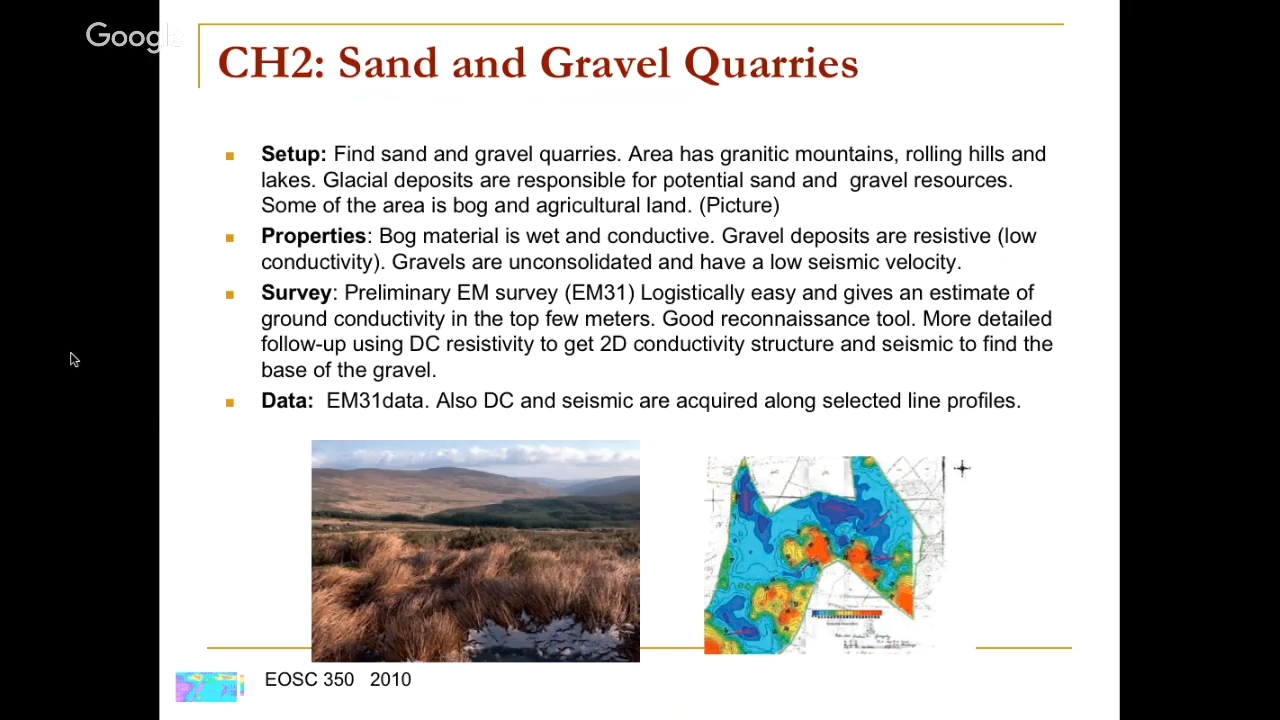 Google
CH2: Sand and Gravel Quarries
Setup: Find sand and gravel quarries. Area has granitic mountains, rolling hills and
lakes. Glacial deposits are responsible for potential sand and gravel resources.
Some of the area is bog and agricultural land. (Picture)
Properties: Bog material is wet and conductive. Gravel deposits are resistive (low
conductivity). Gravels are unconsolidated and have a low seismic velocity.
Survey: Preliminary EM survey (EM31) Logistically easy and gives an estimate of
ground conductivity in the top few meters. Good reconnaissance tool. More detailed
follow-up using DC resistivity to get 2D conductivity structure and seismic to find the
base of the gravel.
Data: EM31data. Also DC and seismic are acquired along selected line profiles.
EOSC 350 2010